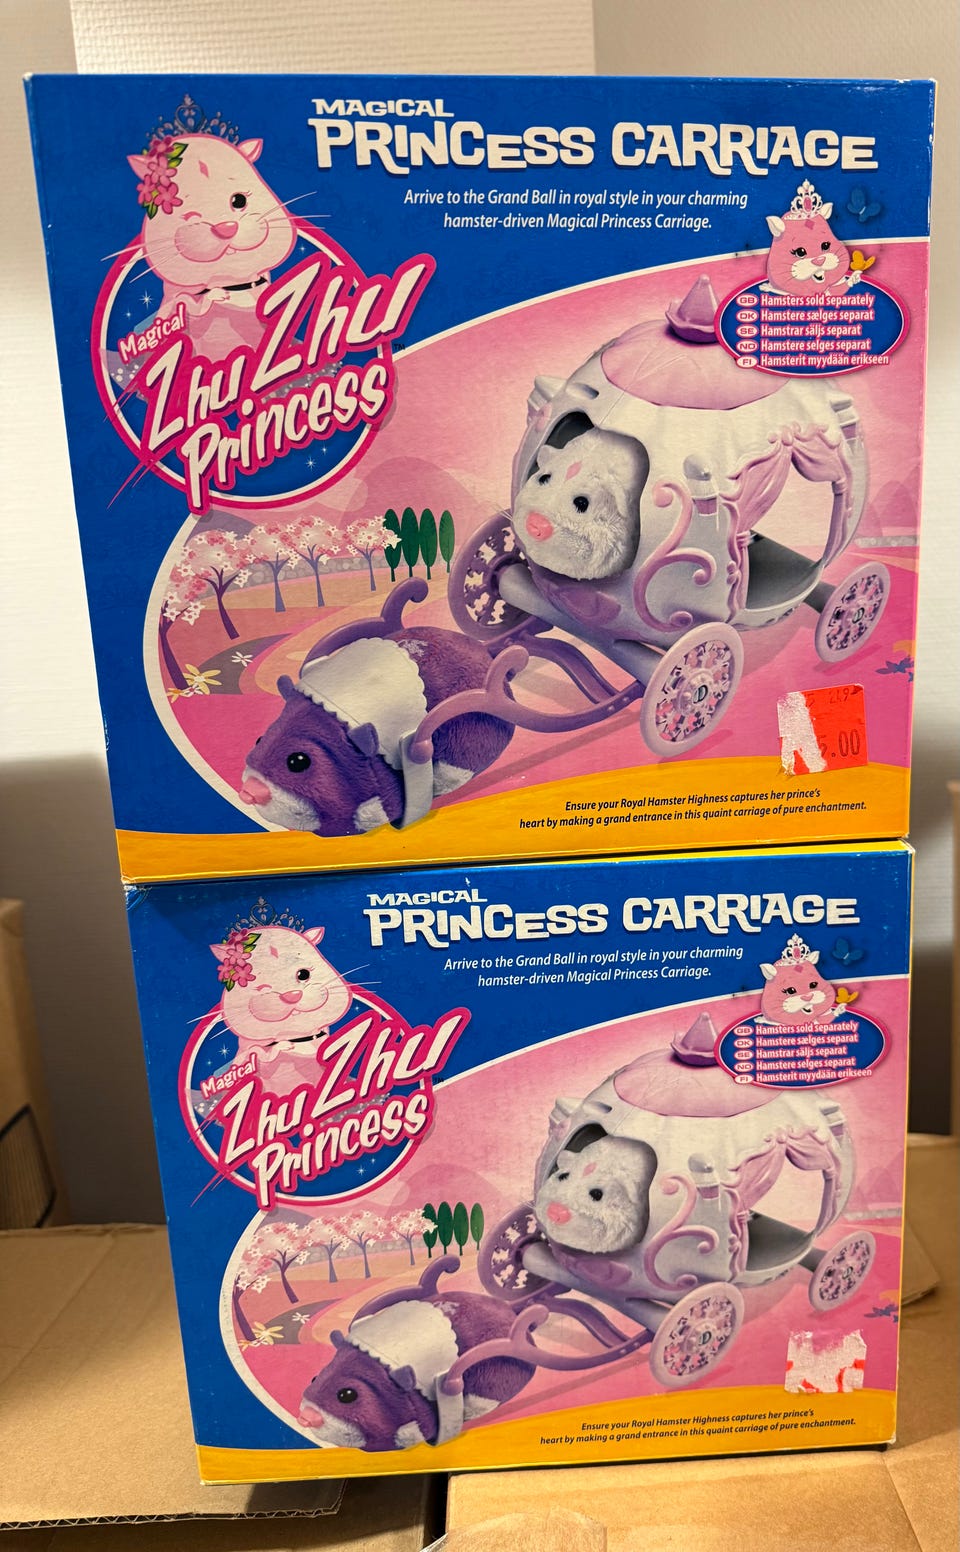 MAGICAL
PRINCESS CARRIAGE
Arrive to the Grand Ball in royal style in your charming
hamster-driven Magical Princess Carriage.
Magical
Zhu Zhu
Princess
TM
GB Hamsters sold separately
DK Hamstere sælges separat
SE Hamstrar säljs separat
NO Hamstere selges separat
FI Hamsterit myydään erikseen
D
D
5.00
Ensure your Royal Hamster Highness captures her prince's
heart by making a grand entrance in this quaint carriage of pure enchantment.
MAGICAL
PRINCESS CARRIAGE
Arrive to the Grand Ball in royal style in your charming
hamster-driven Magical Princess Carriage.
Magical
Zhu Zhu
Princess
TM
GB Hamsters sold separately
DK Hamstere sælges separat
SE Hamstrar säljs separat
NO Hamstere selges separat
FI Hamsterit myydään erikseen
D
D
Ensure your Royal Hamster Highness captures her prince's
heart by making a grand entrance in this quaint carriage of pure enchantment.